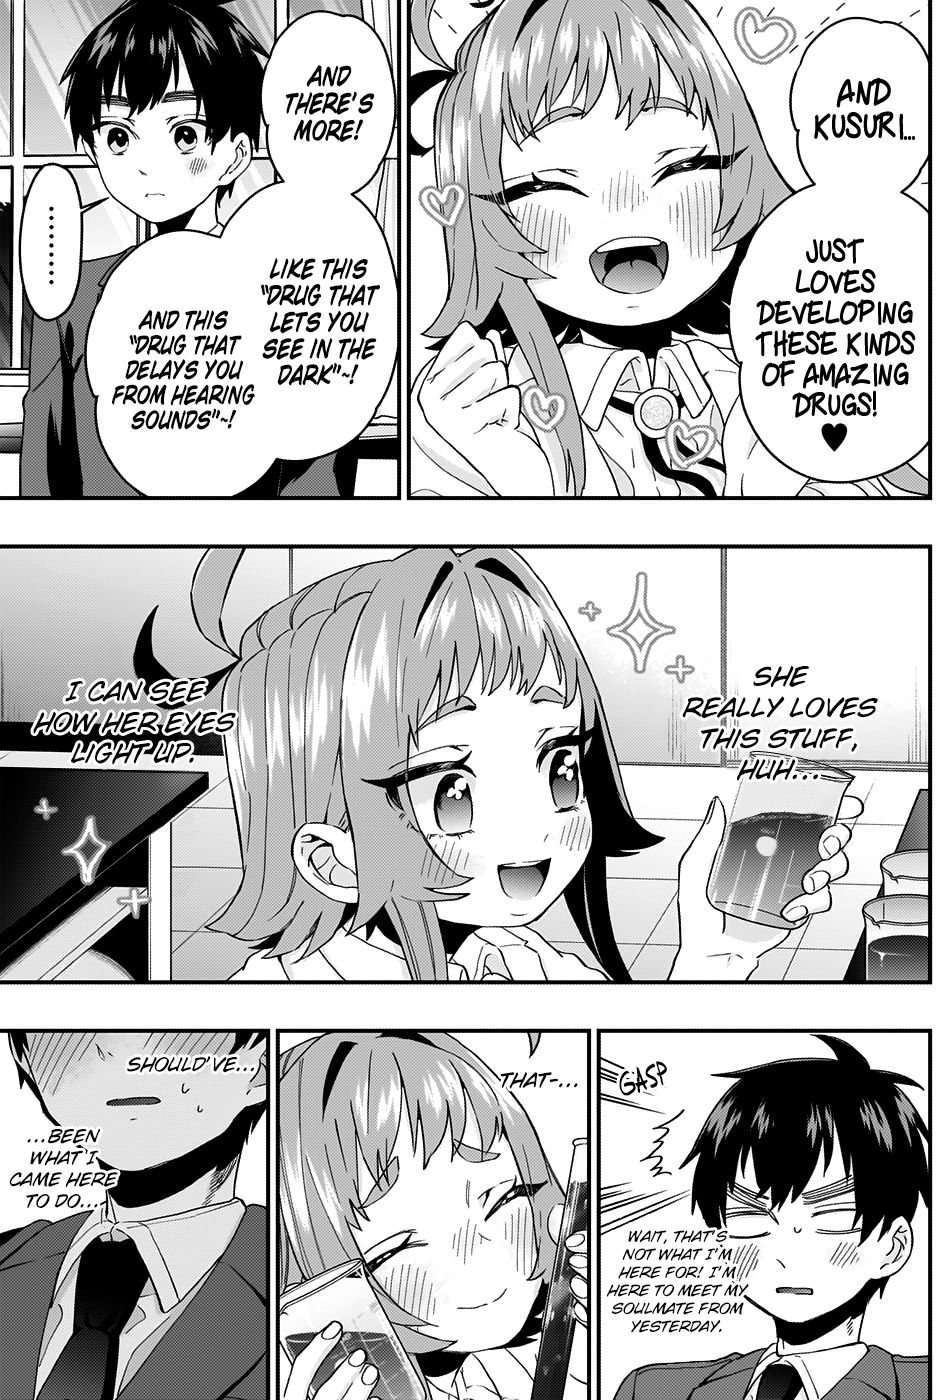 AND
KUSURI...
JUST
LOVES
DEVELOPING
THESE KINDS
OF AMAZING
DRUGS!
♥
AND
THERE'S
MORE!
LIKE THIS
"DRUG THAT
LETS YOU
SEE IN THE
DARK"~!
AND THIS
"DRUG THAT
DELAYS YOU
FROM HEARING
SOUNDS"~!
.........
SHE
REALLY LOVES
THIS STUFF,
HUH...
I CAN SEE
HOW HER EYES
LIGHT UP.
GASP
WAIT, THAT'S
NOT WHAT I'M
HERE FOR! I'M
HERE TO MEET MY
SOULMATE FROM
YESTERDAY.
THAT-...
SHOULD'VE...
...BEEN
WHAT I
CAME HERE
TO DO...